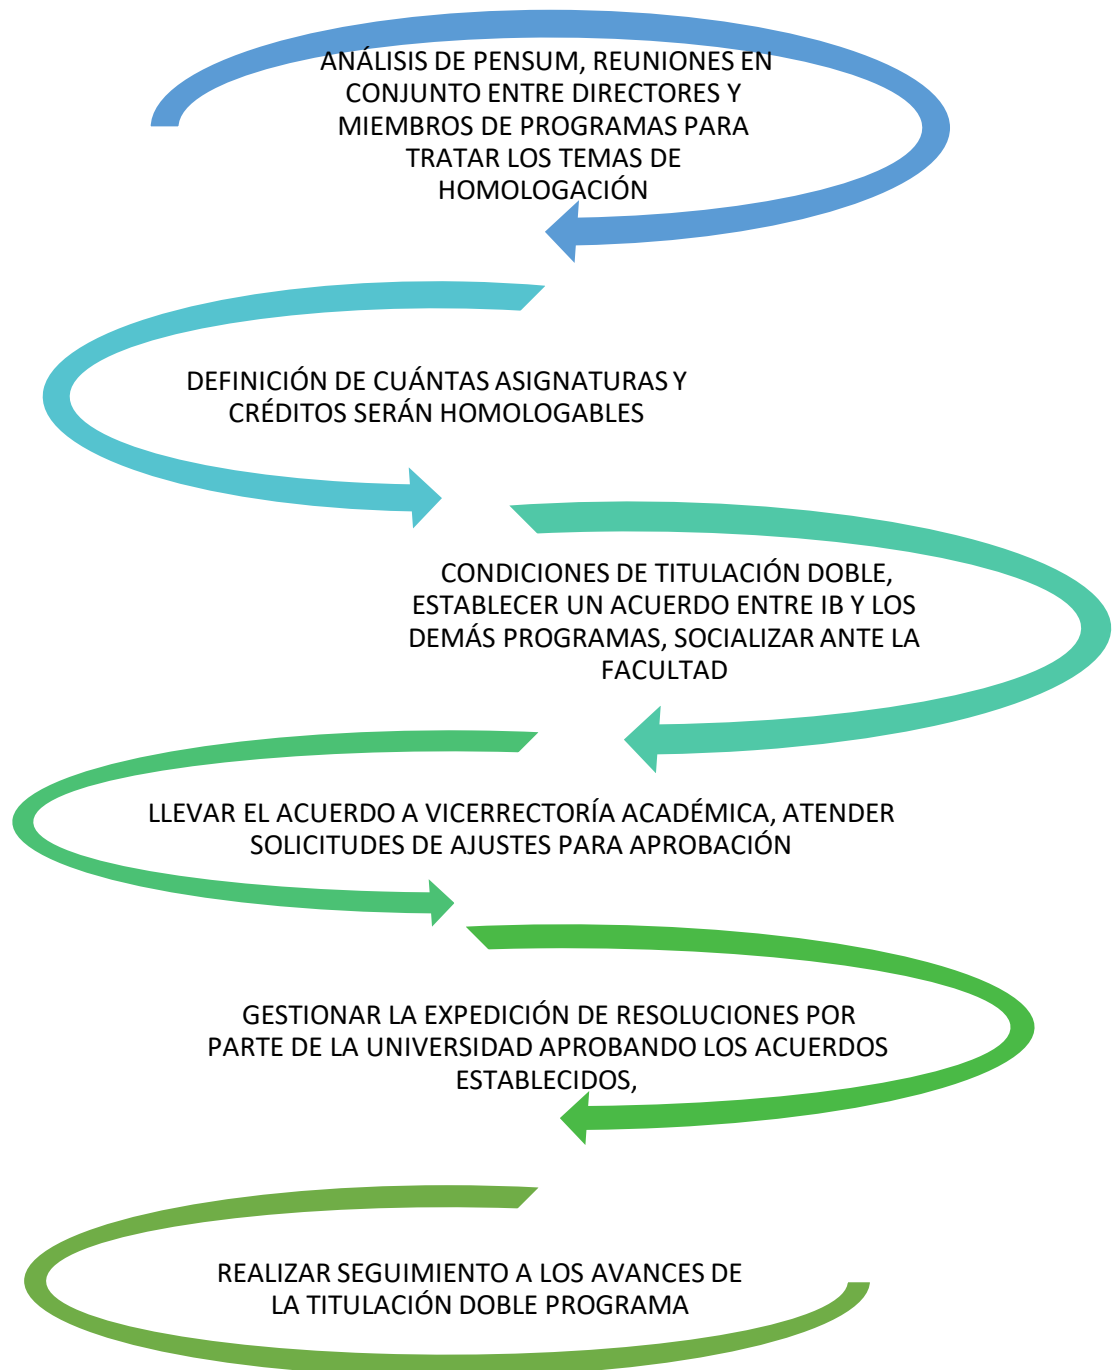 ANÁLISIS DE PENSUM, REUNIONES EN
CONJUNTO ENTRE DIRECTORES Y
MIEMBROS DE PROGRAMAS PARA
TRATAR LOS TEMAS DE
HOMOLOGACIÓN
DEFINICIÓN DE CUÁNTAS ASIGNATURAS Y
CRÉDITOS SERÁN HOMOLOGABLES
CONDICIONES DE TITULACIÓN DOBLE,
ESTABLECER UN ACUERDO ENTRE IB Y LOS
DEMÁS PROGRAMAS, SOCIALIZAR ANTE LA
FACULTAD
LLEVAR EL ACUERDO A VICERRECTORÍA ACADÉMICA, ATENDER
SOLICITUDES DE AJUSTES PARA APROBACIÓN
GESTIONAR LA EXPEDICIÓN DE RESOLUCIONES POR
PARTE DE LA UNIVERSIDAD APROBANDO LOS ACUERDOS
ESTABLECIDOS,
REALIZAR SEGUIMIENTO A LOS AVANCES DE
LA TITULACIÓN DOBLE PROGRAMA